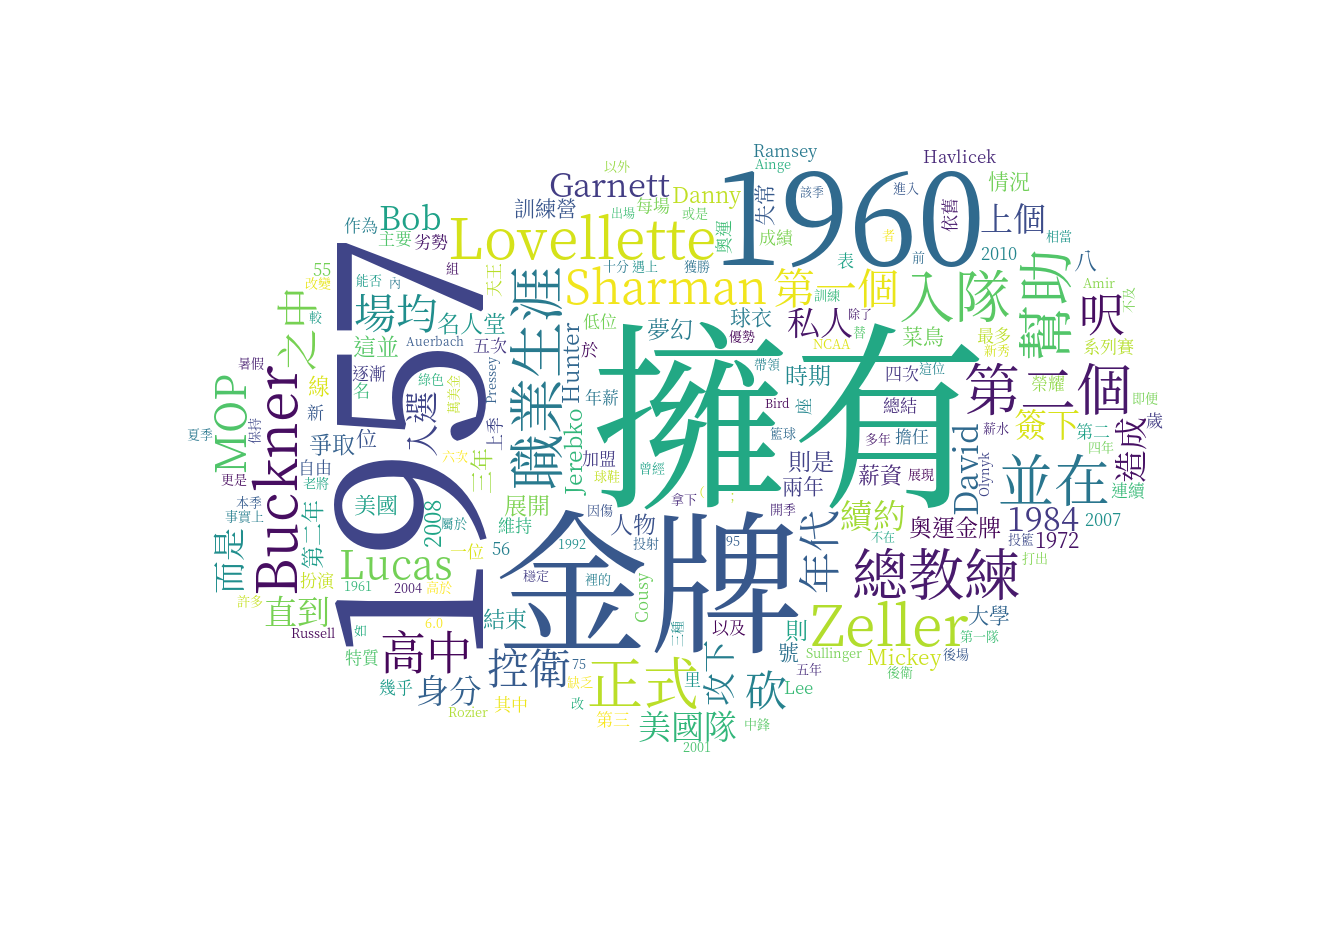 以外
Ramsey
Ainge
Havlicek
Garnett
Danny
失常
該季
進入
情況
訓練營
每場
出場
或是
1960
依舊
上個
作為
Bob
主要
劣勢
Lovellette
奧運
成績
者
相當
2010
表
前
八
組
天王
十分
遇上
獲勝
55
改變
能否
內
1957
Sharman
第一個
訓練
入隊
幫助
Amir
不及
之中
較
場均
名人堂
職業生涯
低位
夢幻
球衣
私人
除了
替
菜鳥
最多
呎
這並
Auerbach
五次
Hunter
於
優勢
NCAA
新秀
系列賽
暑假
逐漸
綠色
Pressey
帶領
時期
四次
這位
第二個
MOP
線
名
萬美金
年薪
擁有
榮耀
即便
Buckner
新
人選
上季
Jerebko
Bird
座
總結
David
薪水
簽下
第二
造成
歲
夏季
保持
爭取
位
籃球
多年
擔任
四年
自由
六次
三年
加盟
則是
更是
老將
球鞋
曾經
兩年
薪資
展現
Olynyk
並在
連續
本季
事實上
美國
2008
展開
拿下
(
;
開季
續約
奧運金牌
1984
2007
而是
第二年
屬於
維持
因傷
人物
金牌
95
年代
不在
投籃
1972
Lucas
一位
56
1992
投射
總教練
打出
扮演
1961
2004
高於
穩定
裡的
許多
直到
6.0
結束
Cousy
三種
以及
則
Zeller
大學
Russell
如
高中
號
Sullinger
Mickey
第一隊
後場
特質
幾乎
身分
控衛
75
缺乏
正式
里
攻下
砍
五年
Lee
後衛
Rozier
其中
改
第三
美國隊
中鋒
2001